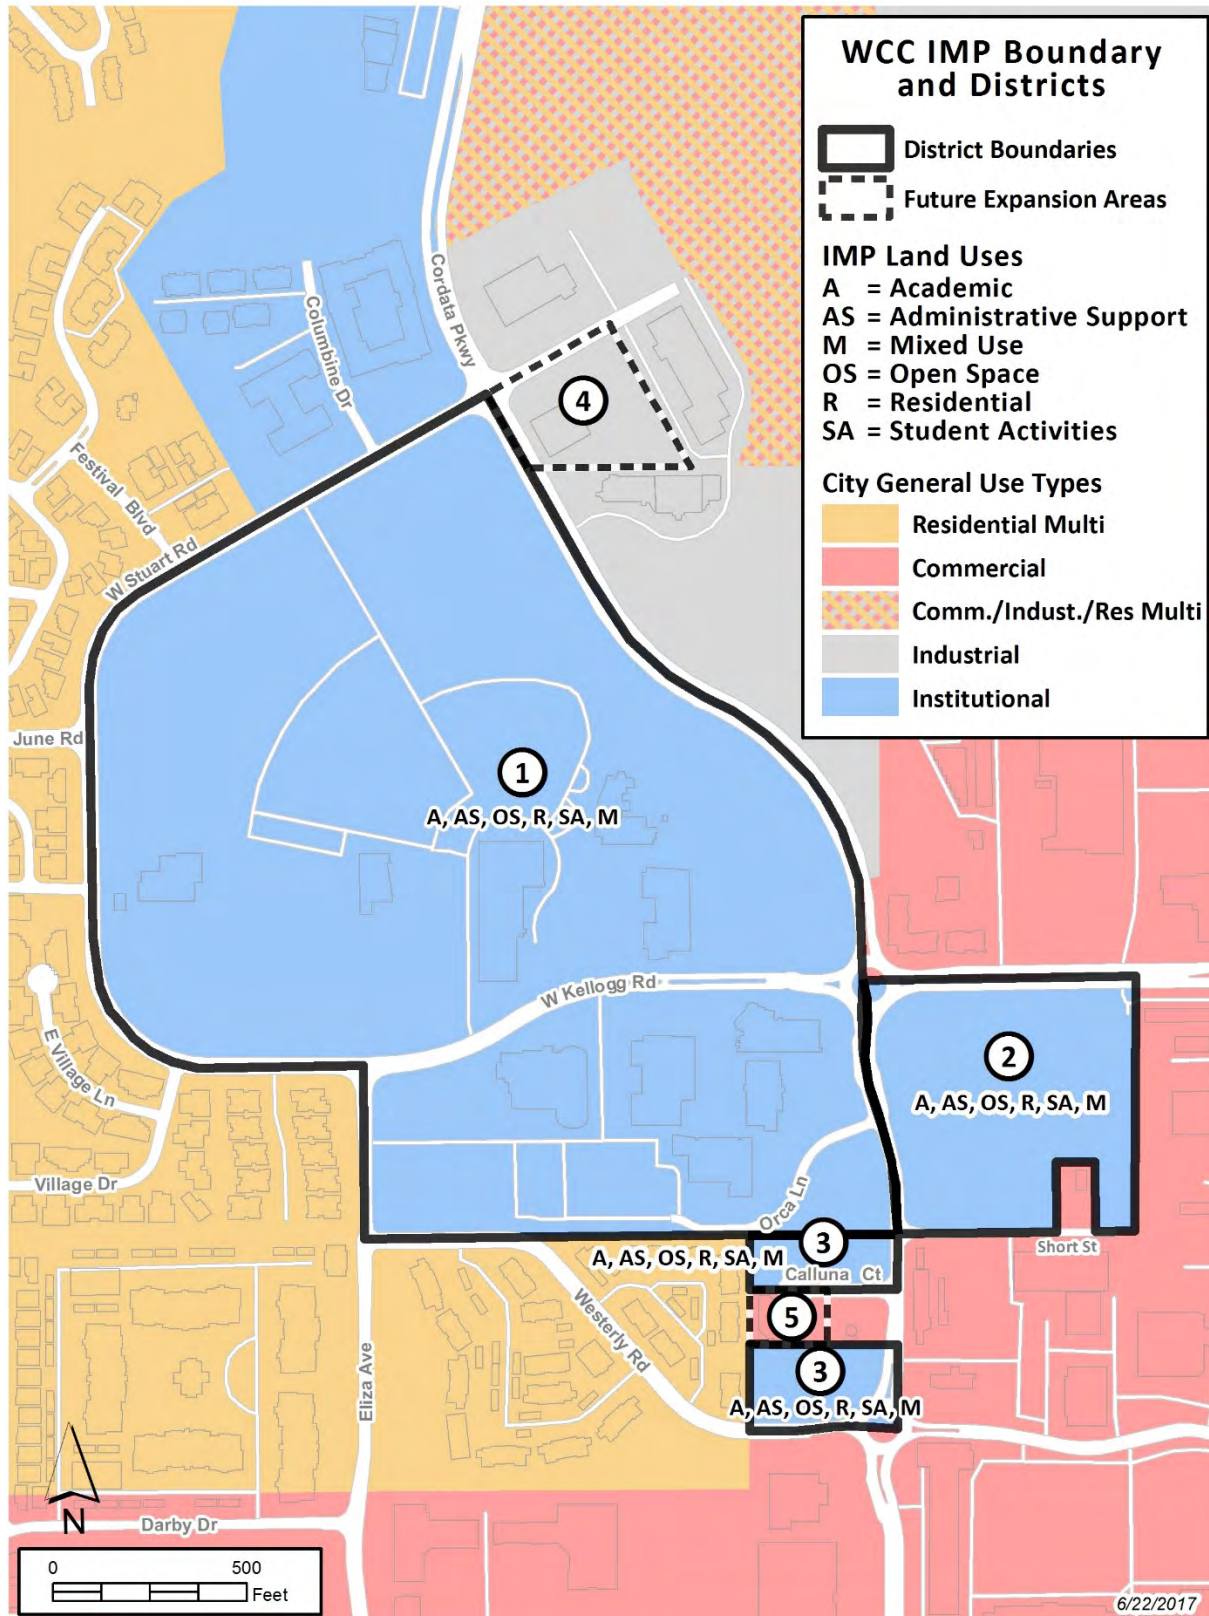 WCC IMP Boundary
and Districts
District Boundaries
Future Expansion Areas
IMP Land Uses
A = Academic
AS = Administrative Support
M = Mixed Use
OS = Open Space
R = Residential
SA = Student Activities
City General Use Types
Residential Multi
Commercial
Comm./Indust./Res Multi
Industrial
Institutional
Cordata Pkwy
Columbine Dr
4
Festival Blvd
W Stuart Rd
June Rd
1
A, AS, OS, R, SA, M
W Kellogg Rd
E Village Ln
2
A, AS, OS, R, SA, M
Village Dr
Orca Ln
3
A, AS, OS, R, SA, M
Short St
Calluna Ct
5
Westerly Rd
Eliza Ave
3
A, AS, OS, R, SA, M
N
Darby Dr
0 500
Feet
6/22/2017